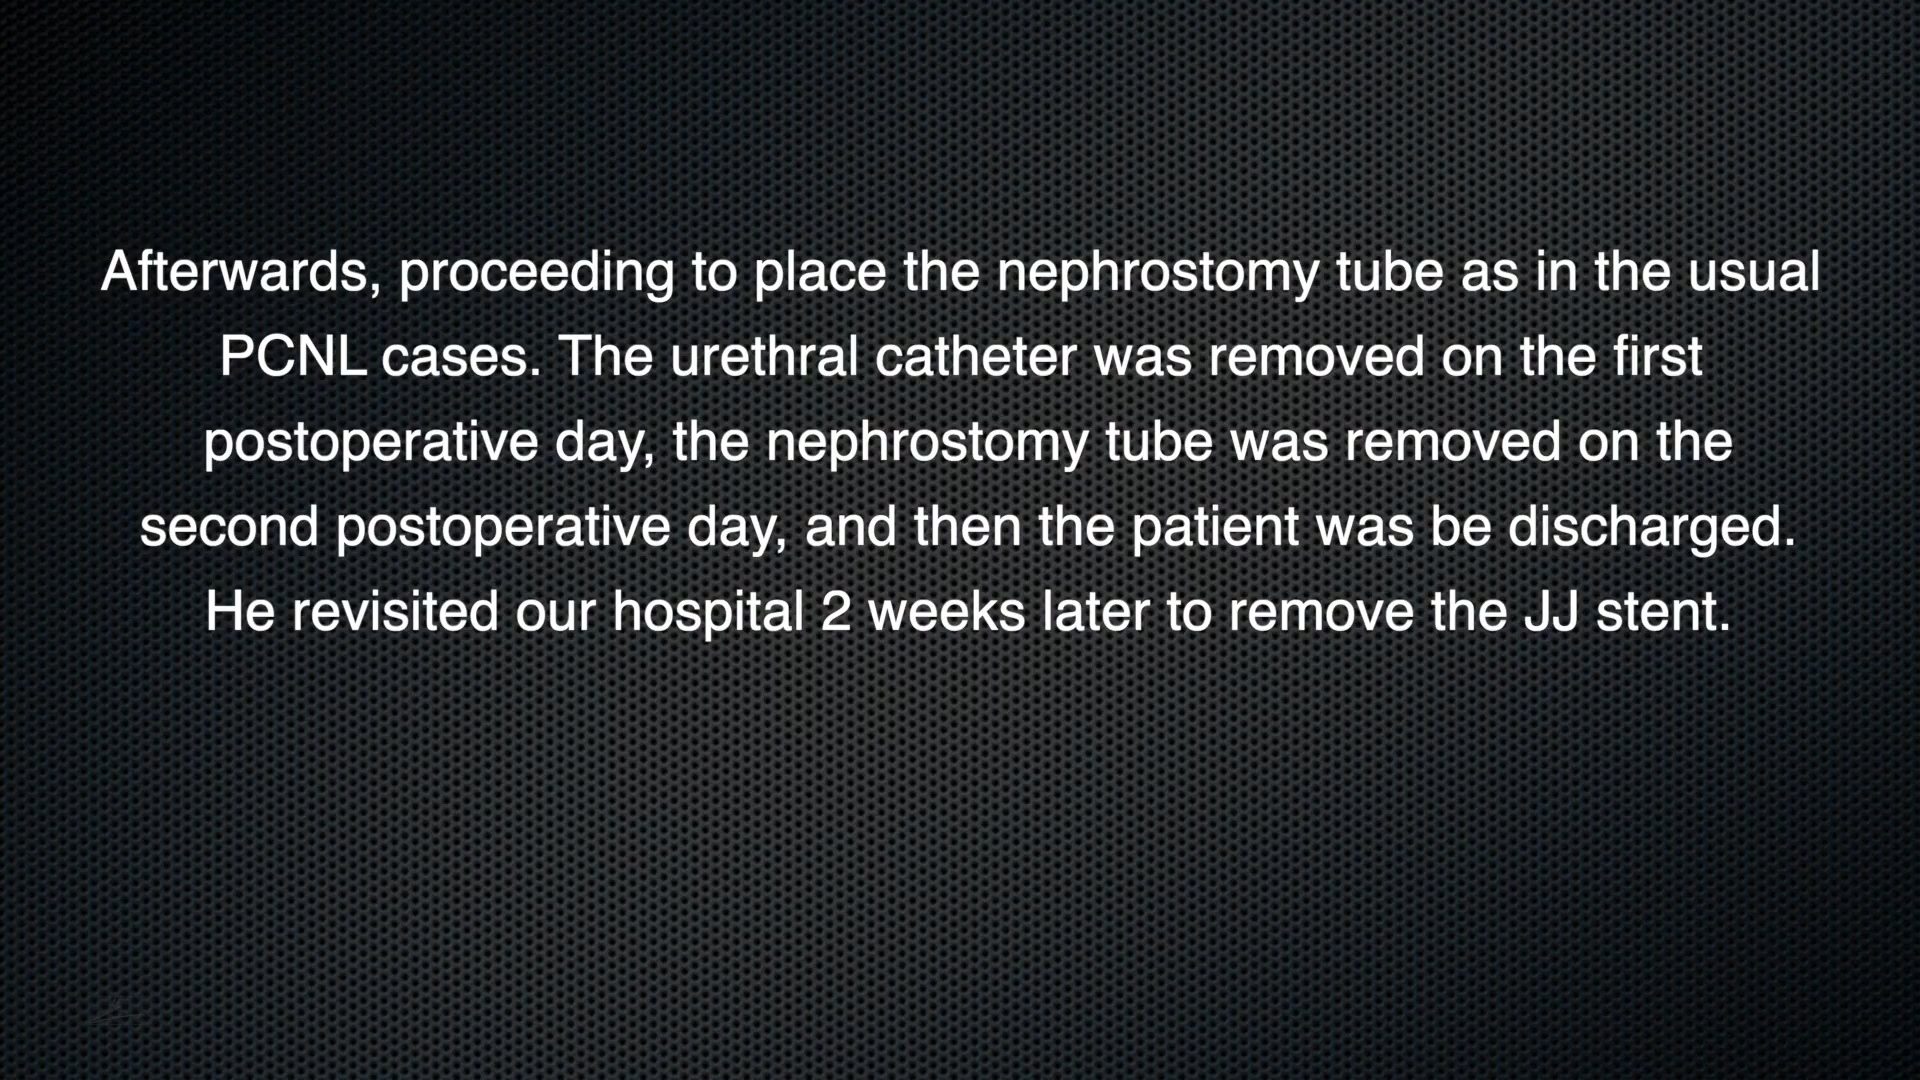 Afterwards, proceeding to place the nephrostomy tube as in the usual
PCNL cases. The urethral catheter was removed on the first
postoperative day, the nephrostomy tube was removed on the
second postoperative day, and then the patient was be discharged.
He revisited our hospital 2 weeks later to remove the JJ stent.